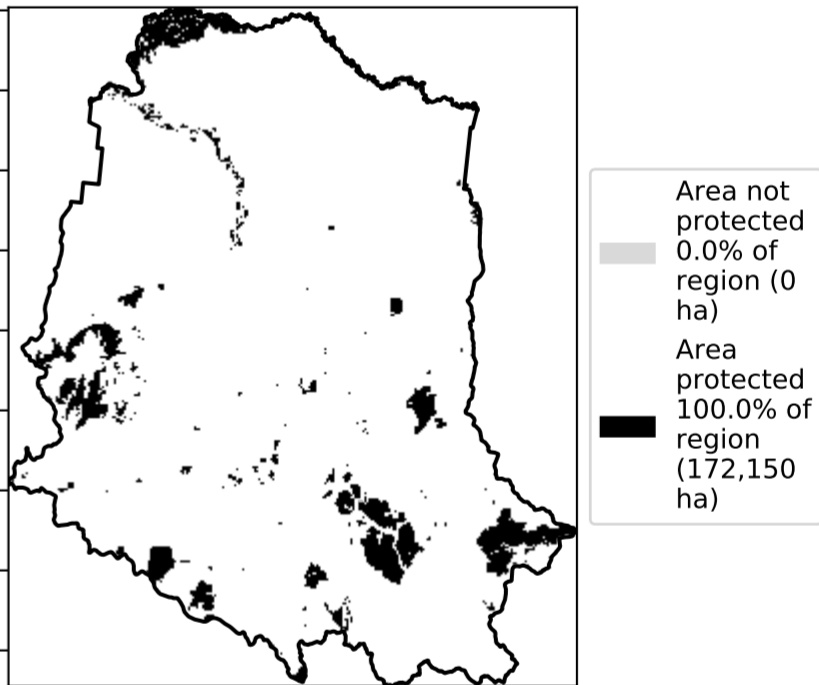 Area not
protected
0.0% of
region (0
ha)
Area
protected
100.0% of
region
(172,150
ha)